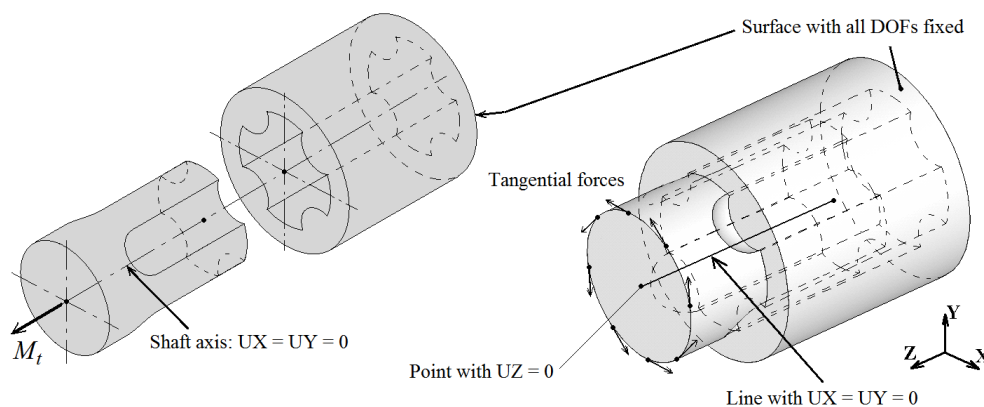 Surface with all DOFs fixed
Tangential forces
M_t
Shaft axis: UX = UY = 0
Point with UZ = 0
Line with UX = UY = 0
Y
Z
X